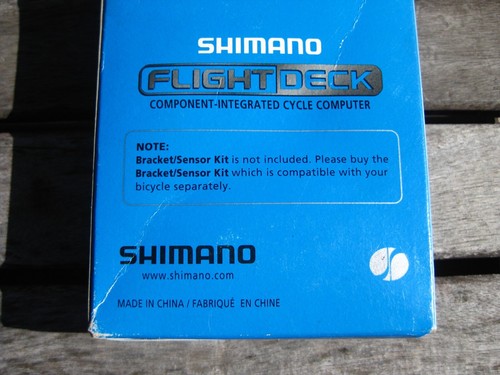 SHIMANO
FLIGHT DECK
COMPONENT-INTEGRATED CYCLE COMPUTER
NOTE:
Bracket/Sensor Kit is not included. Please buy the
Bracket/Sensor Kit which is compatible with your
bicycle separately.
SHIMANO
www.shimano.com
MADE IN CHINA / FABRIQUÉ EN CHINE